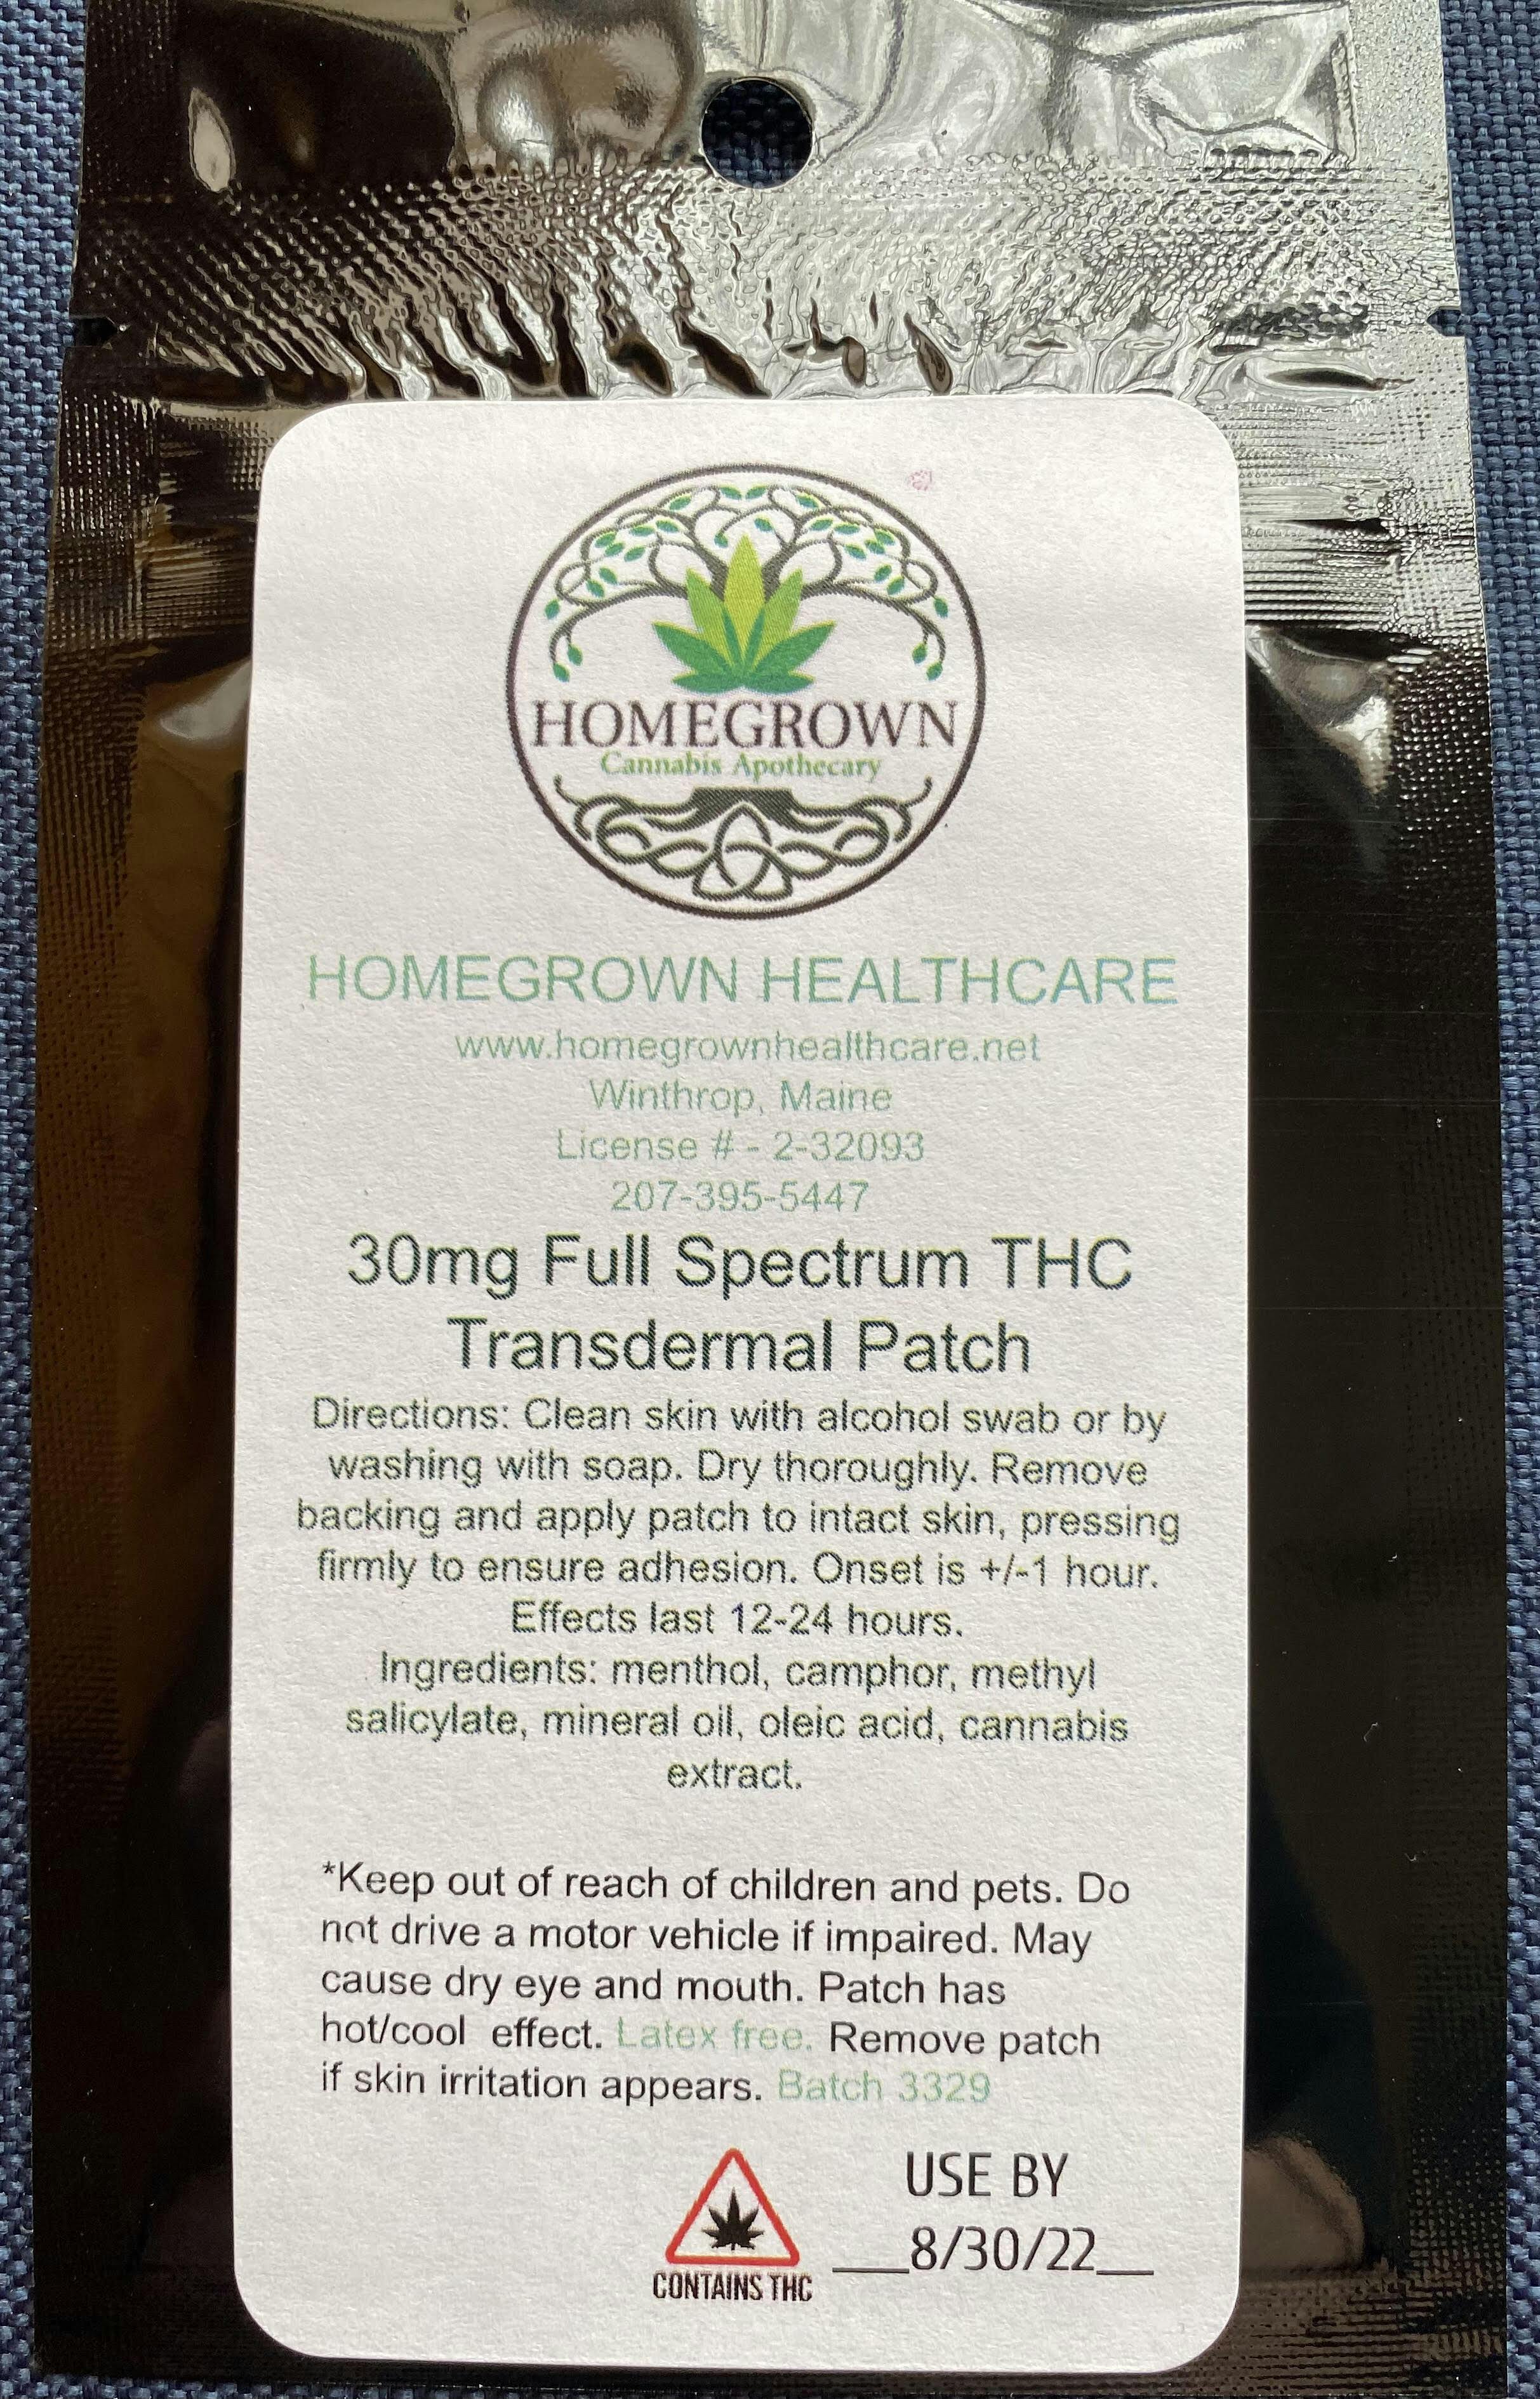 HOMEGROWN
Cannabis Apothecary
HOMEGROWN HEALTHCARE
www.homegrownhealthcare.net
Winthrop, Maine
License # - 2-32093
207-395-5447
30mg Full Spectrum THC
Transdermal Patch
Directions: Clean skin with alcohol swab or by
washing with soap. Dry thoroughly. Remove
backing and apply patch to intact skin, pressing
firmly to ensure adhesion. Onset is +/-1 hour.
Effects last 12-24 hours.
Ingredients: menthol, camphor, methyl
salicylate, mineral oil, oleic acid, cannabis
extract.
*Keep out of reach of children and pets. Do
not drive a motor vehicle if impaired. May
cause dry eye and mouth. Patch has
hot/cool  effect. Latex free. Remove patch
if skin irritation appears. Batch 3329
USE BY
___8/30/22__
CONTAINS THC